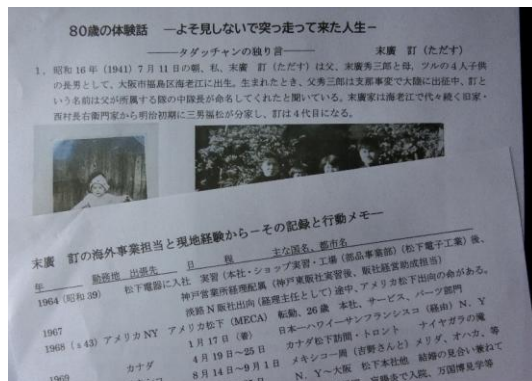 80歳の体験話 ―よそ見しないで突っ走って来た人生―
―――タダッチャンの独り言――― 末廣 訂(ただす)
1．昭和16年(1941)7月11日の朝、私、末廣 訂(ただす)は父、末廣秀三郎と母、ツルの4人子供
の長男として、大阪市福島区海老江に出生。生まれたとき、父秀三郎は支那事変で大陸に出征中、訂と
いう名前は父が所属する隊の中隊長が命名してくれたと聞いている。末廣家は海老江で代々続く旧家・
西村長右衛門家から明治初期に三男福松が分家し、訂は4代目になる。
末廣 訂の海外事業担当と現地経験から－その記録と行動メモ―
年 勤務地 出張先 日 程 主な国名、都市名
1964 (昭和39) 松下電器に入社 実習(本社・ショップ実習・工場(部品事業部)(松下電子工業)後、
神戸営業所経理配属(神戸東販社実習後、販社経営助成担当)
1967 淡路N販社出向(経理主任として)途中、アメリカ松下出向の命がある。
1968 (s43) アメリカNY アメリカ松下(MECA) 転勤、26歳 本社、サービス、パーツ部門
1月17日(着) 日本―ハワイ―サンフランシスコ(経由)N．Y
カナダ 4月19日～25日 カナダ松下訪問・トロント ナイヤガラの滝
1969 8月14日～9月1日 メキシコ一周(吉野さんと)メリダ、オハカ、等
N．Y～大阪 松下本社他 結婚の見合い兼ねて
で入院、万国博見学等